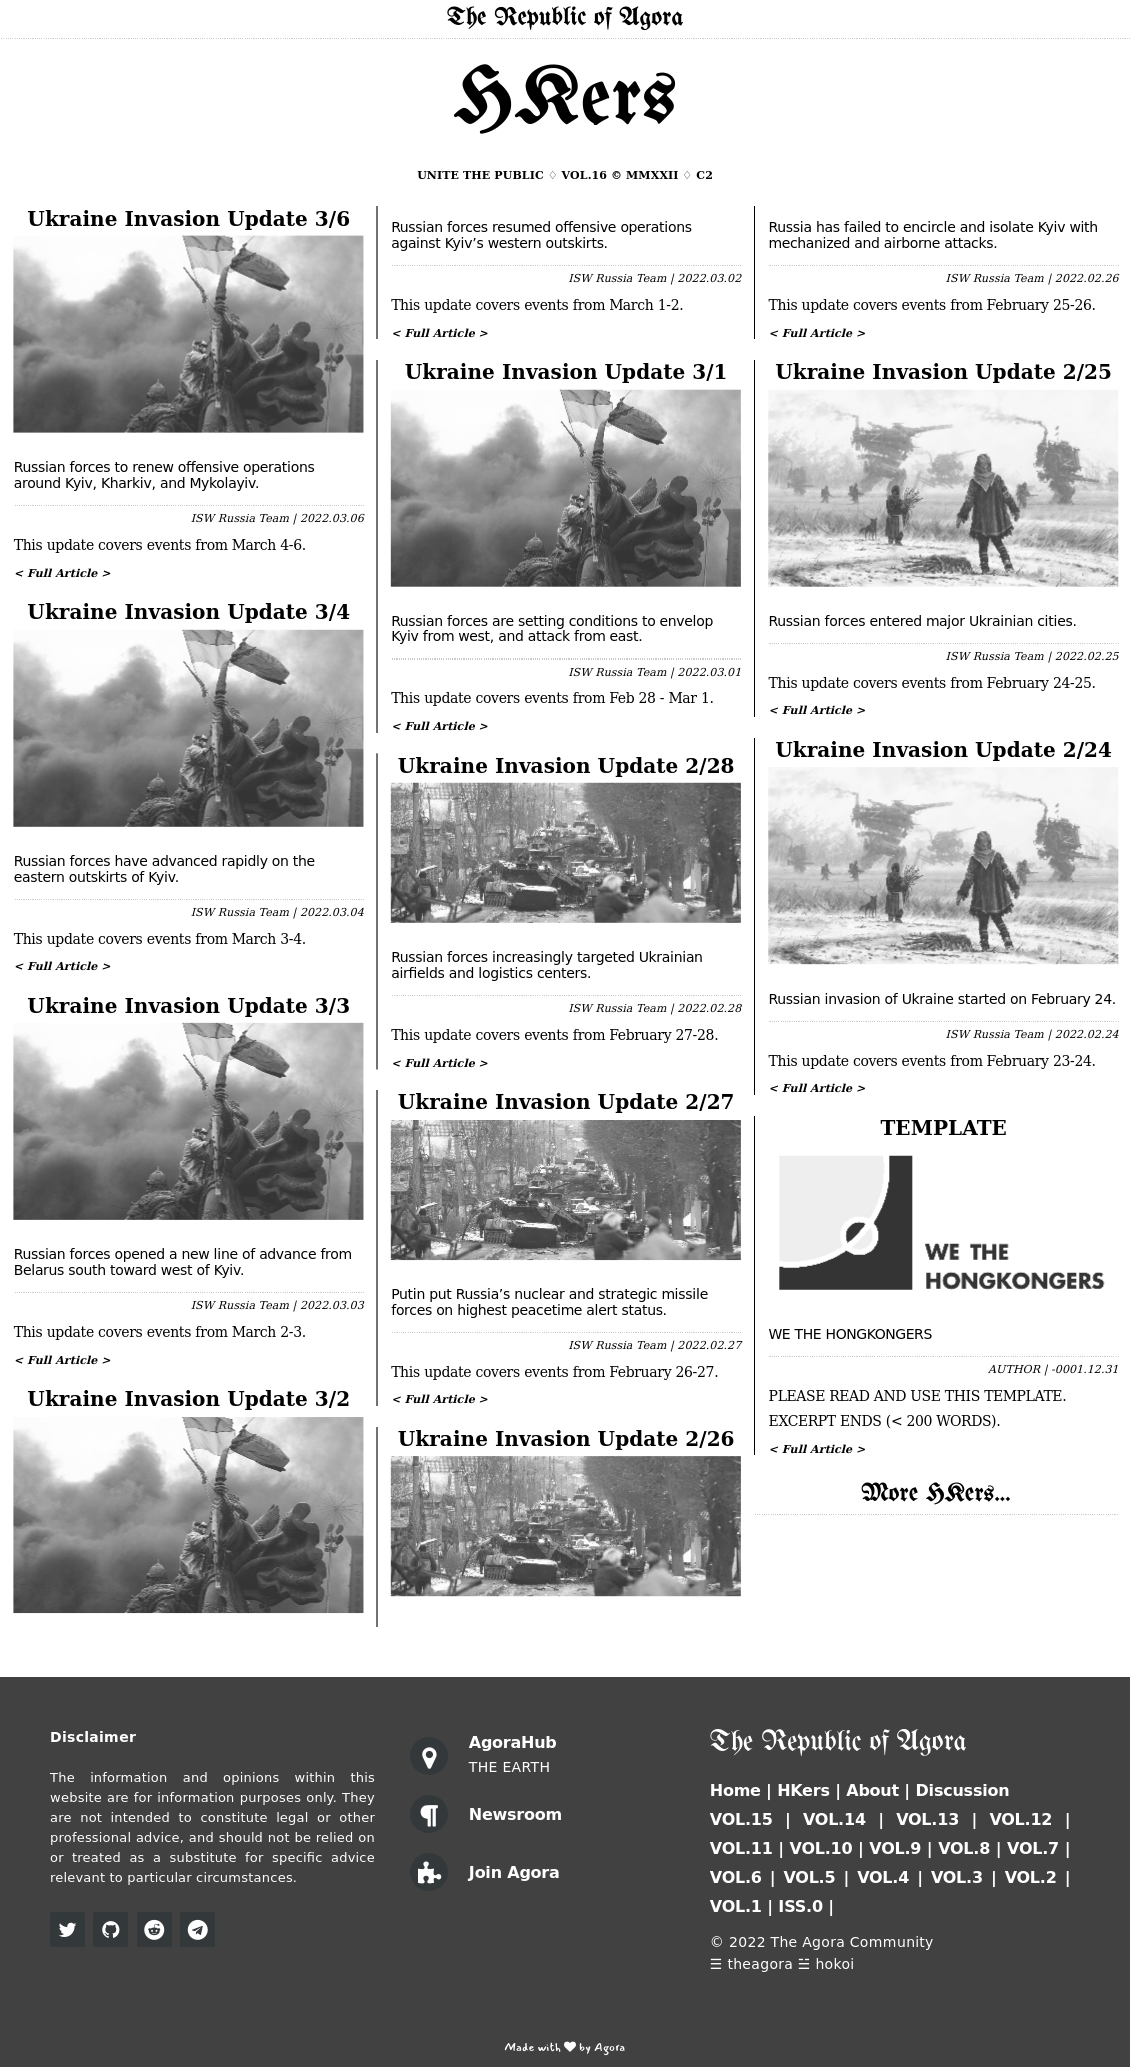 The Republic of Agora
HKers
UNITE THE PUBLIC ♢ VOL.16 © MMXXII ♢ C2
Ukraine Invasion Update 3/6
Russian forces to renew offensive operations
around Kyiv, Kharkiv, and Mykolayiv.
ISW Russia Team | 2022.03.06
This update covers events from March 4-6.
< Full Article >
Ukraine Invasion Update 3/4
Russian forces have advanced rapidly on the
eastern outskirts of Kyiv.
ISW Russia Team | 2022.03.04
This update covers events from March 3-4.
< Full Article >
Ukraine Invasion Update 3/3
Russian forces opened a new line of advance from
Belarus south toward west of Kyiv.
ISW Russia Team | 2022.03.03
This update covers events from March 2-3.
< Full Article >
Ukraine Invasion Update 3/2
Russian forces resumed offensive operations
against Kyiv’s western outskirts.
ISW Russia Team | 2022.03.02
This update covers events from March 1-2.
< Full Article >
Ukraine Invasion Update 3/1
Russian forces are setting conditions to envelop
Kyiv from west, and attack from east.
ISW Russia Team | 2022.03.01
This update covers events from Feb 28 - Mar 1.
< Full Article >
Ukraine Invasion Update 2/28
Russian forces increasingly targeted Ukrainian
airfields and logistics centers.
ISW Russia Team | 2022.02.28
This update covers events from February 27-28.
< Full Article >
Ukraine Invasion Update 2/27
Putin put Russia’s nuclear and strategic missile
forces on highest peacetime alert status.
ISW Russia Team | 2022.02.27
This update covers events from February 26-27.
< Full Article >
Ukraine Invasion Update 2/26
Russia has failed to encircle and isolate Kyiv with
mechanized and airborne attacks.
ISW Russia Team | 2022.02.26
This update covers events from February 25-26.
< Full Article >
Ukraine Invasion Update 2/25
Russian forces entered major Ukrainian cities.
ISW Russia Team | 2022.02.25
This update covers events from February 24-25.
< Full Article >
Ukraine Invasion Update 2/24
Russian invasion of Ukraine started on February 24.
ISW Russia Team | 2022.02.24
This update covers events from February 23-24.
< Full Article >
TEMPLATE
WE THE
HONGKONGERS
WE THE HONGKONGERS
AUTHOR | -0001.12.31
PLEASE READ AND USE THIS TEMPLATE.
EXCERPT ENDS (< 200 WORDS).
< Full Article >
More HKers...
Disclaimer
The information and opinions within this
website are for information purposes only. They
are not intended to constitute legal or other
professional advice, and should not be relied on
or treated as a substitute for specific advice
relevant to particular circumstances.
AgoraHub
THE EARTH
Newsroom
Join Agora
The Republic of Agora
Home | HKers | About | Discussion
VOL.15 | VOL.14 | VOL.13 | VOL.12 |
VOL.11 | VOL.10 | VOL.9 | VOL.8 | VOL.7 |
VOL.6 | VOL.5 | VOL.4 | VOL.3 | VOL.2 |
VOL.1 | ISS.0 |
© 2022 The Agora Community
☰ theagora ☱ hokoi
Made with ♥ by Agora